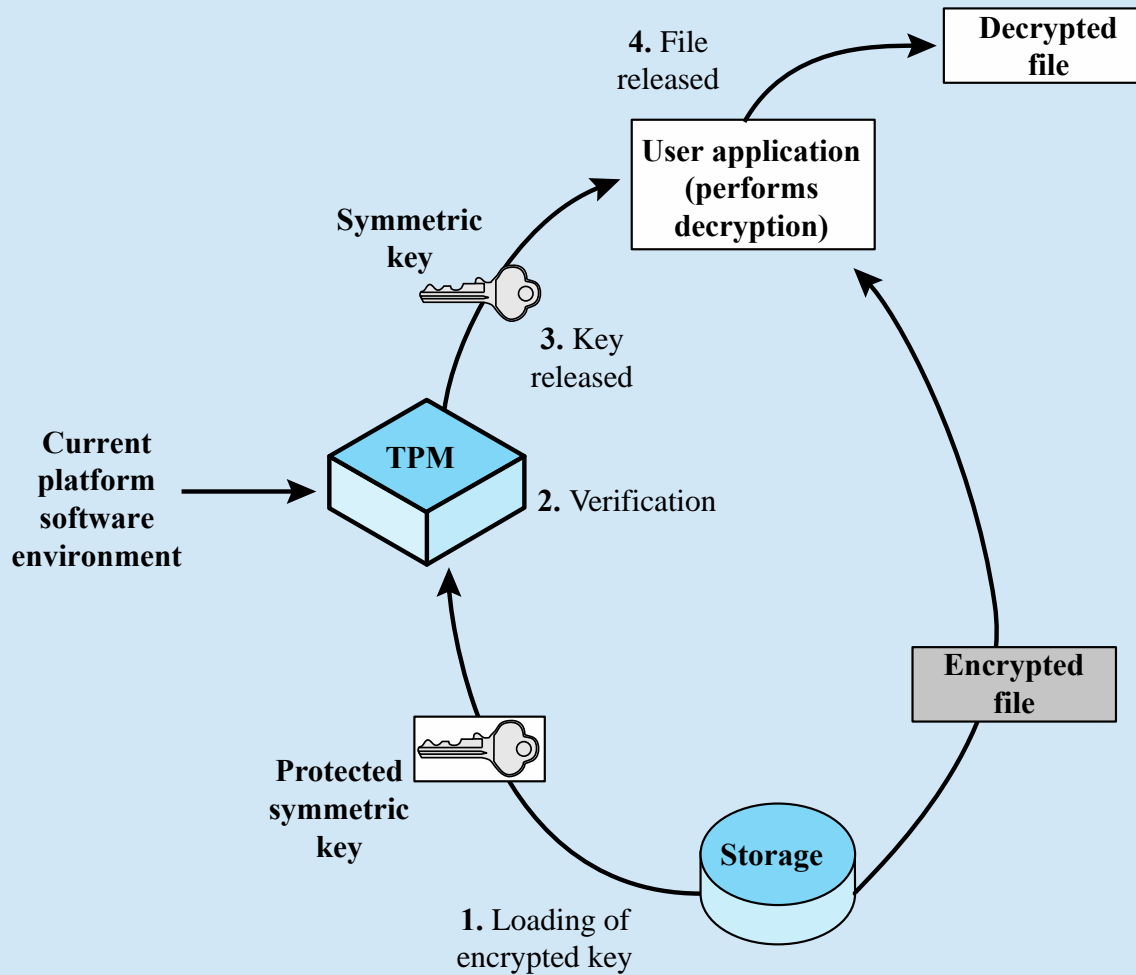 4. File
released
Decrypted
file
User application
(performs
decryption)
Symmetric
key
3. Key
released
Current
platform
software
environment
TPM
2. Verification
Encrypted
file
Protected
symmetric
key
Storage
1. Loading of
encrypted key